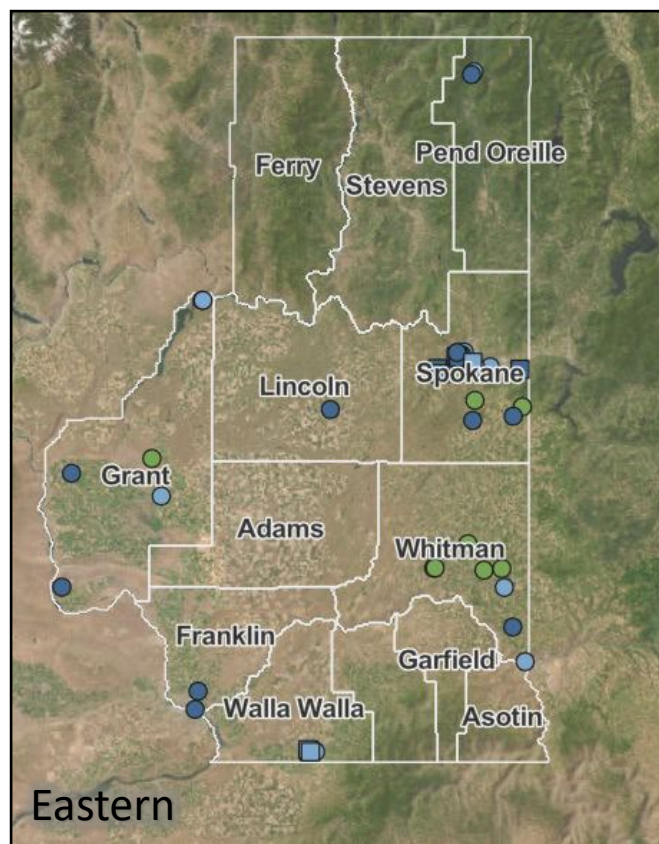 Pend Oreille
Ferry
Stevens
Spokane
Lincoln
Grant
Adams
Whitman
Franklin
Garfield
Walla Walla
Asotin
Eastern